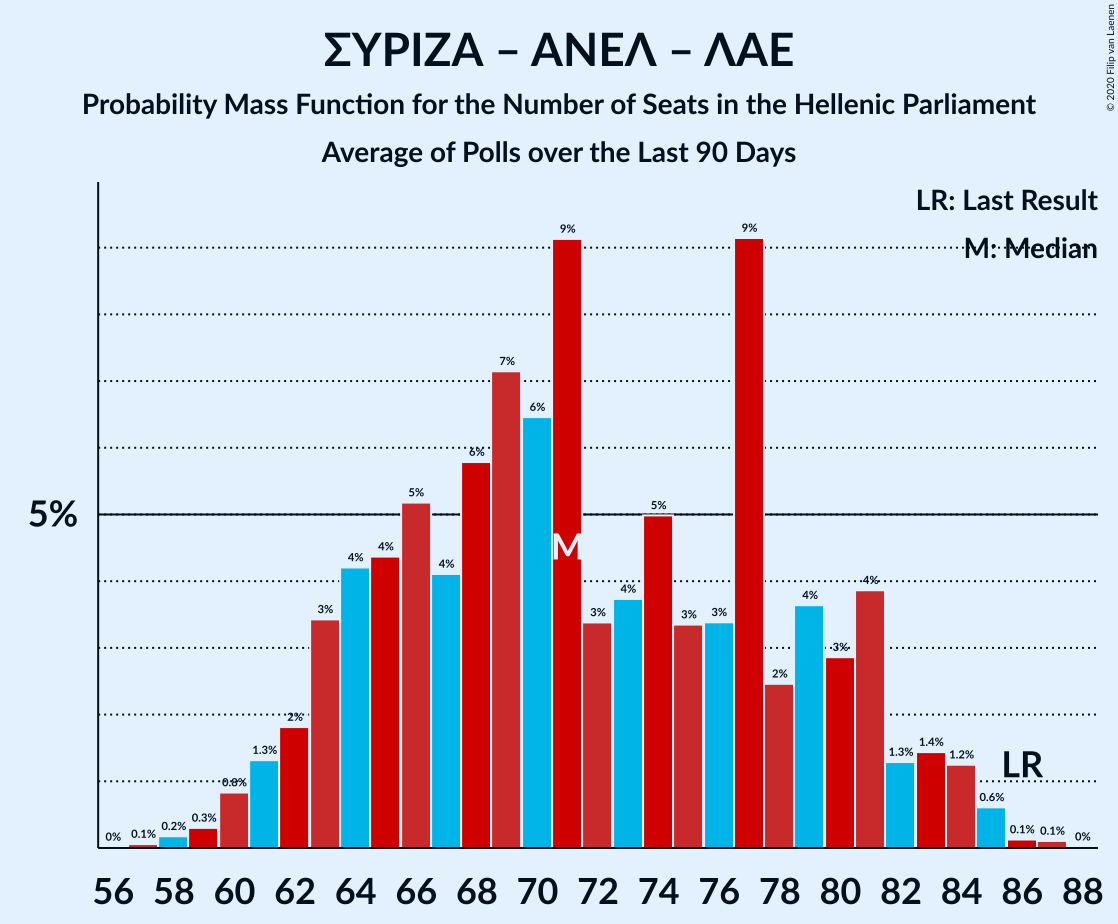 ΣΥΡΙΖΑ – ΑΝΕΛ – ΛΑΕ
Probability Mass Function for the Number of Seats in the Hellenic Parliament
Average of Polls over the Last 90 Days
© 2020 Filip van Laenen
LR: Last Result
M: Median
5%
0% 0.1% 0.2% 0.3% 0.8% 1.3% 2% 3% 4% 4% 5% 4% 6% 7% 6% 9% 3% 4% 5% 3% 3% 9% 2% 4% 3% 4% 1.3% 1.4% 1.2% 0.6% 0.1% 0.1% 0%
M
LR
56 58 60 62 64 66 68 70 72 74 76 78 80 82 84 86 88